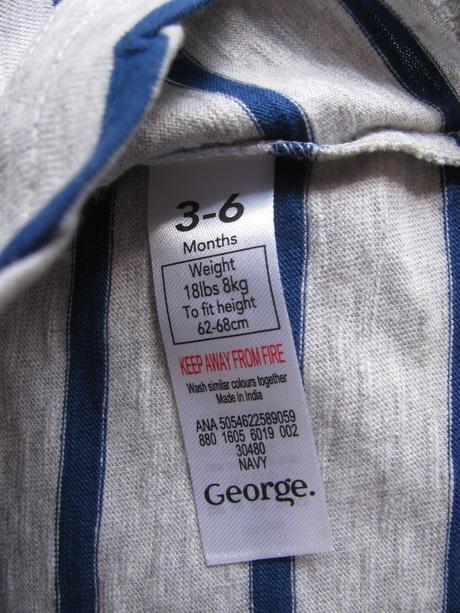 3-6
Months
Weight
18lbs 8kg
To fit height
62-68cm
KEEP AWAY FROM FIRE
Wash similar colours together
Made in India
ANA 5054622589059
880 1605 6019 002
30480
NAVY
George.